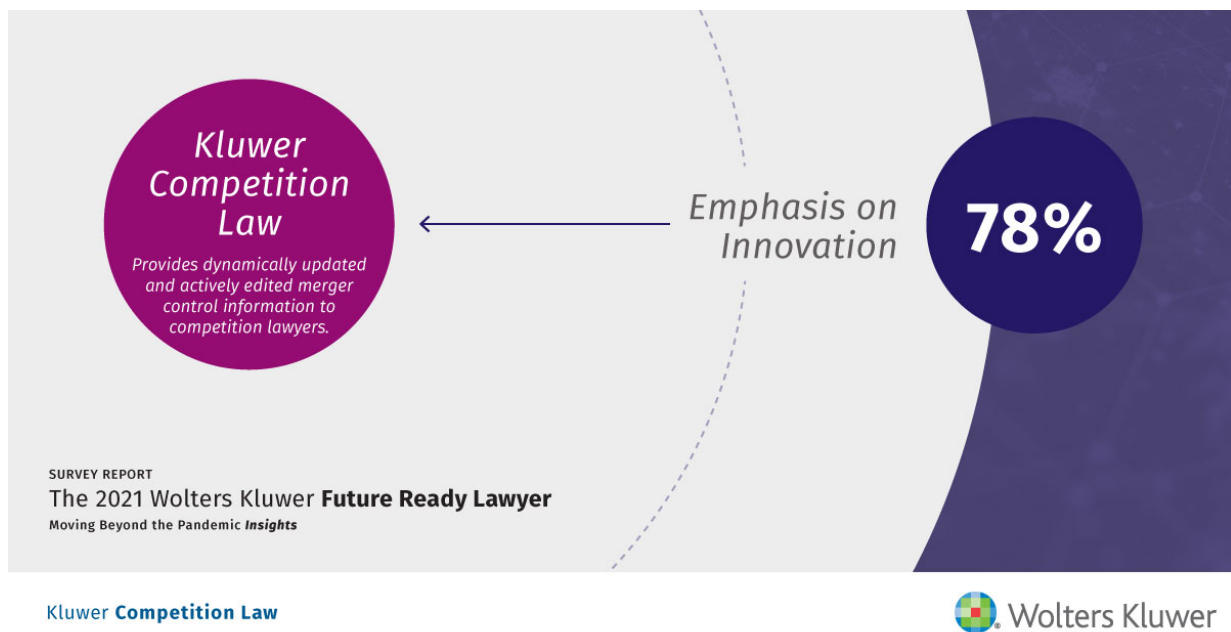 Kluwer
Competition
Law
Provides dynamically updated
and actively edited merger
control information to
competition lawyers.
Emphasis on
Innovation
78%
SURVEY REPORT
The 2021 Wolters Kluwer Future Ready Lawyer
Moving Beyond the Pandemic Insights
Kluwer Competition Law
Wolters Kluwer